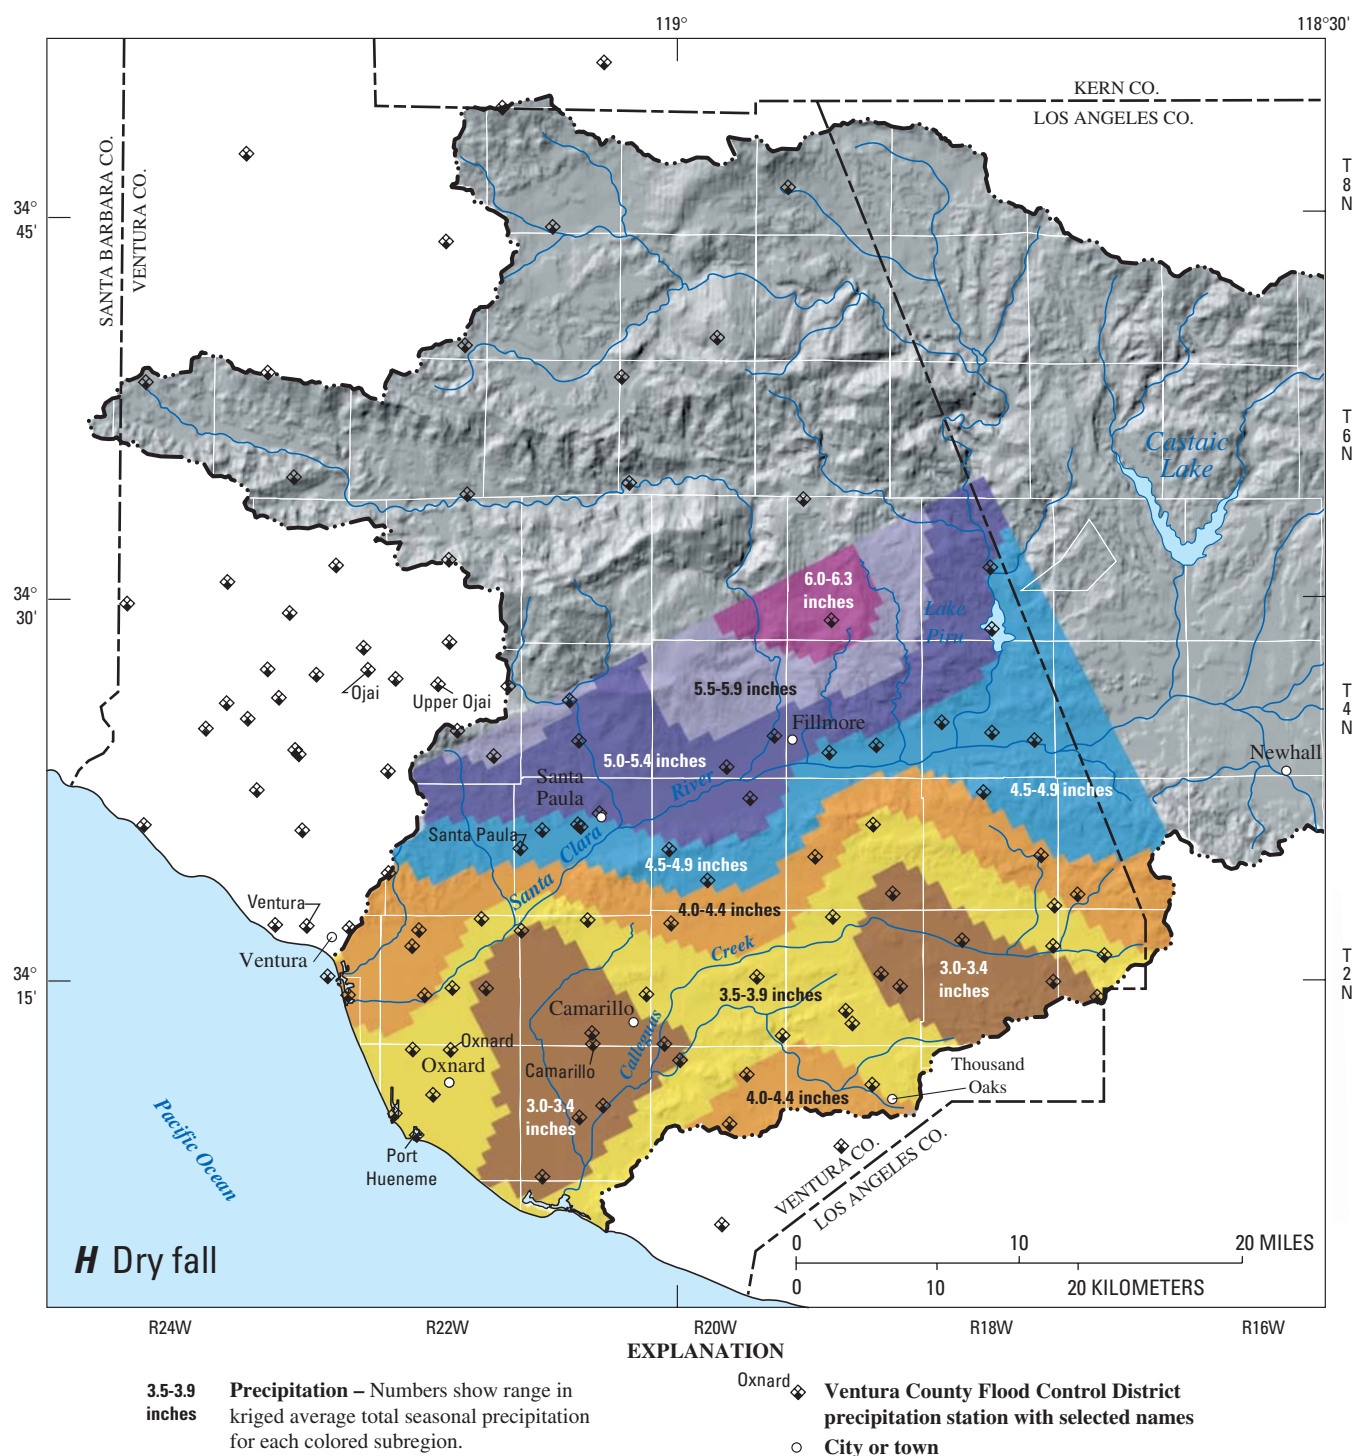 119°
118°30'
KERN CO.
LOS ANGELES CO.
SANTA BARBARA CO.
VENTURA CO.
T
8
N
34°
45'
T
6
N
Castaic
Lake
34°
30'
6.0-6.3
inches
Lake
Piru
Ojai
Upper Ojai
5.5-5.9 inches
T
4
N
Fillmore
Newhall
5.0-5.4 inches
Santa
Paula
River
4.5-4.9 inches
Santa Paula
Clara
4.5-4.9 inches
Santa
Ventura
4.0-4.4 inches
Creek
Ventura
34°
15'
3.0-3.4
inches
T
2
N
3.5-3.9 inches
Camarillo
Calleguas
Oxnard
Oxnard
Camarillo
Thousand
Oaks
4.0-4.4 inches
3.0-3.4
inches
Pacific Ocean
Port
Hueneme
VENTURA CO.
LOS ANGELES CO.
H Dry fall
0 10 20 MILES
0 10 20 KILOMETERS
R24W R22W R20W R18W R16W
EXPLANATION
3.5-3.9
inches
Precipitation – Numbers show range in
kriged average total seasonal precipitation
for each colored subregion.
Oxnard
Ventura County Flood Control District
precipitation station with selected names
City or town